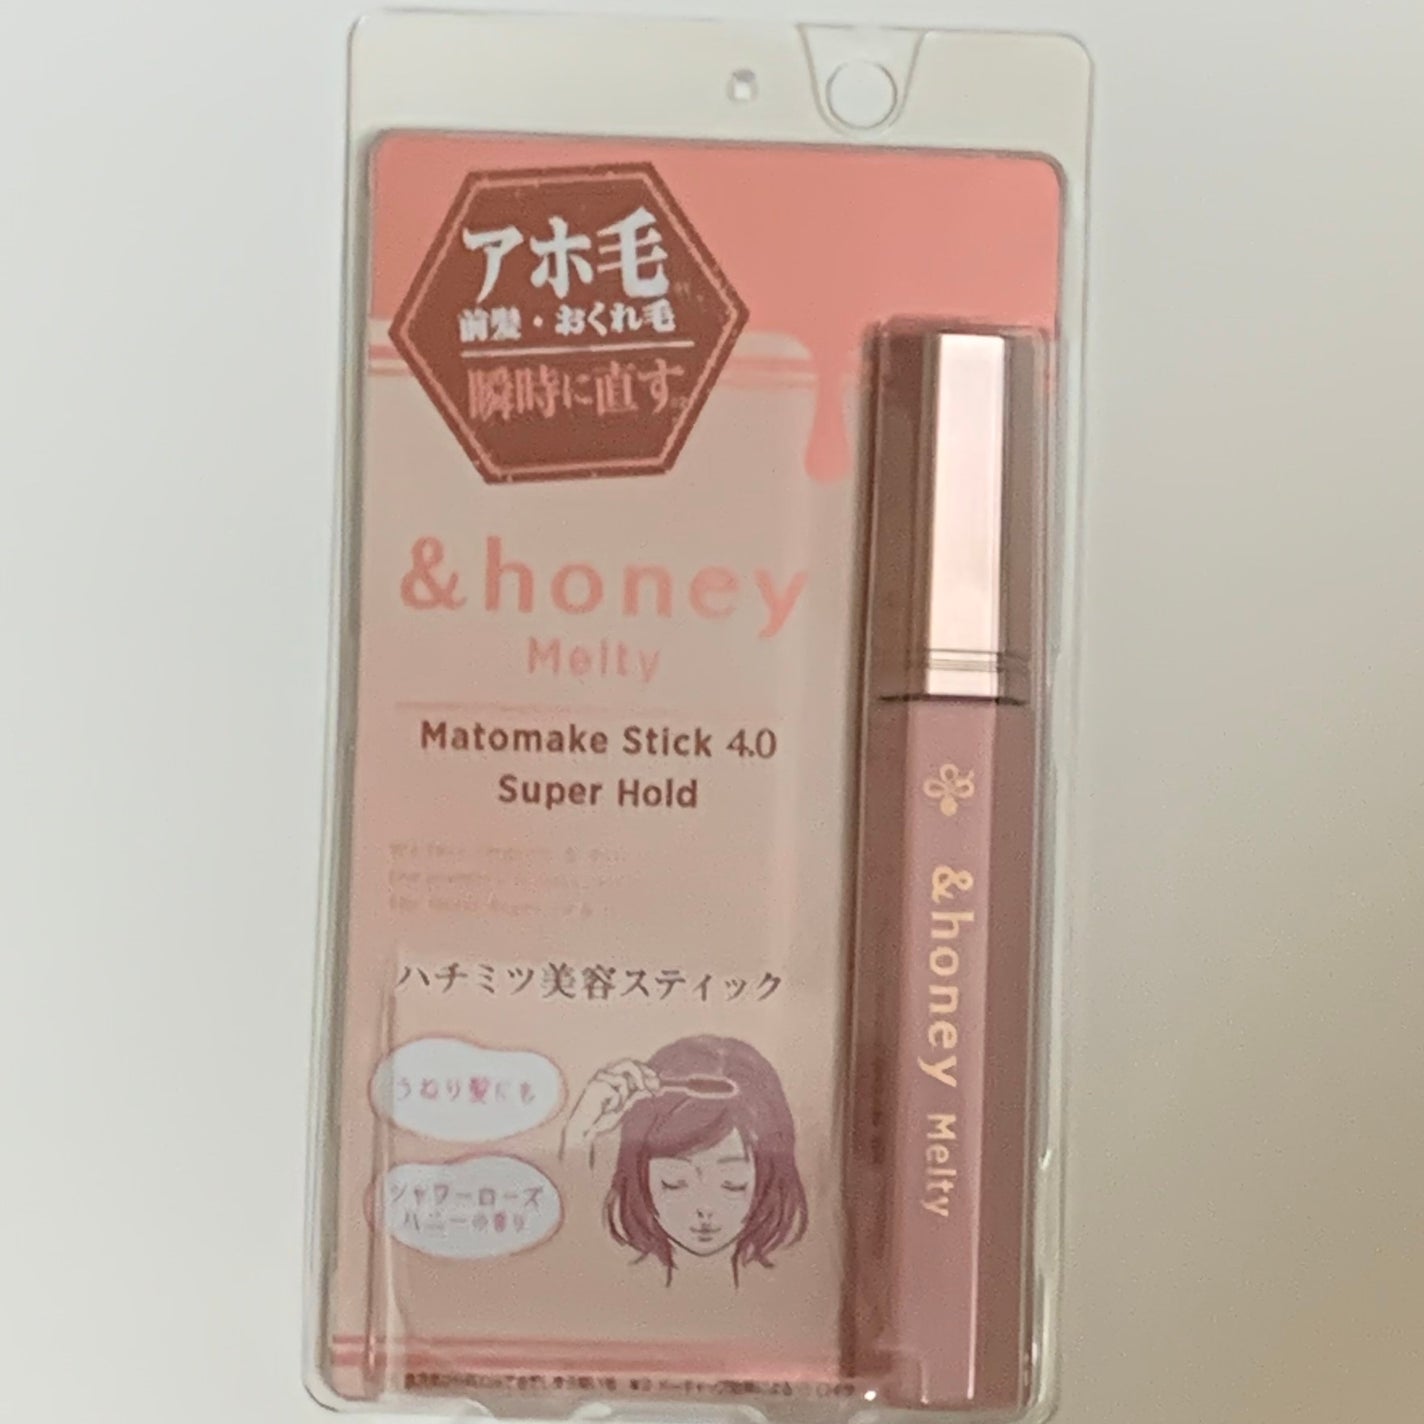 アホ毛
前髪・おくれ毛
瞬時に直す
&honey
Melty
Matomake Stick 4.0
Super Hold
ハチミツ美容スティック
うねり髪にも
シャワーローズ
ハニーの香り
&honey Melty